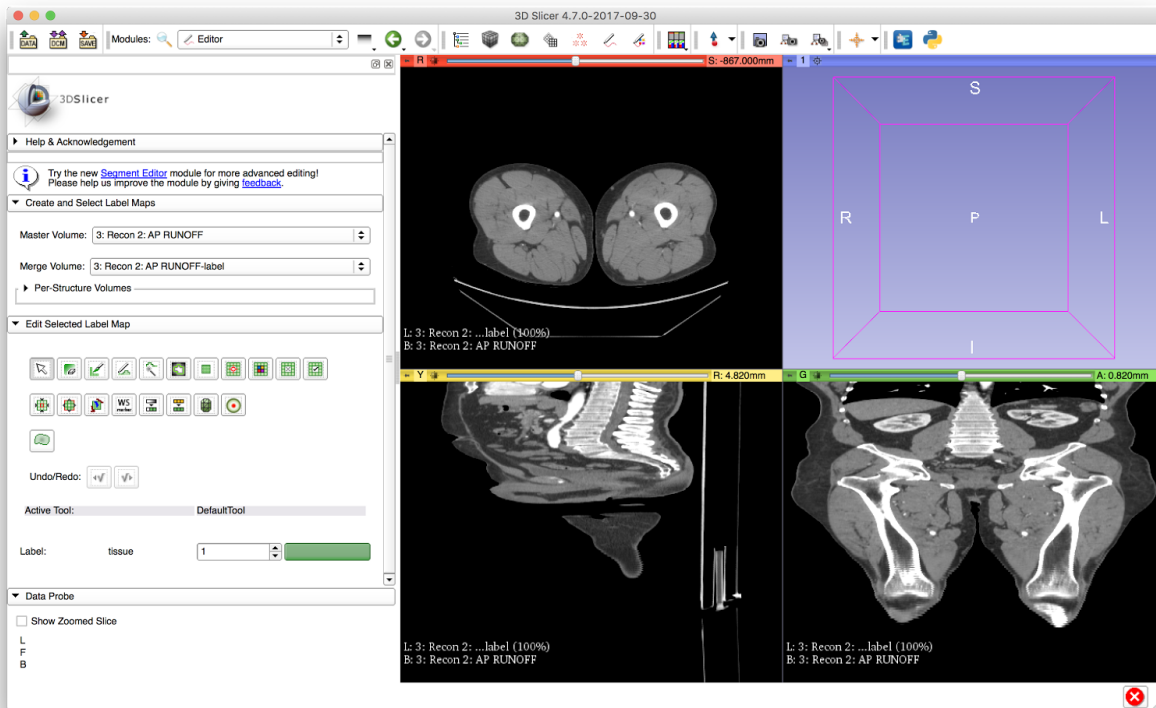 3D Slicer 4.7.0-2017-09-30
DATA DCM SAVE Modules: Editor
3DSlicer
Help & Acknowledgement
Try the new Segment Editor module for more advanced editing!
Please help us improve the module by giving feedback.
Create and Select Label Maps
Master Volume: 3: Recon 2: AP RUNOFF
Merge Volume: 3: Recon 2: AP RUNOFF-label
Per-Structure Volumes
Edit Selected Label Map
WS
marker
Undo/Redo:
Active Tool: DefaultTool
Label: tissue 1
Data Probe
Show Zoomed Slice
L
F
B
R S: -867.000mm
L: 3: Recon 2: ...label (100%)
B: 3: Recon 2: AP RUNOFF
1
S
R P L
I
Y R: 4.820mm
L: 3: Recon 2: ...label (100%)
B: 3: Recon 2: AP RUNOFF
G A: 0.820mm
L: 3: Recon 2: ...label (100%)
B: 3: Recon 2: AP RUNOFF